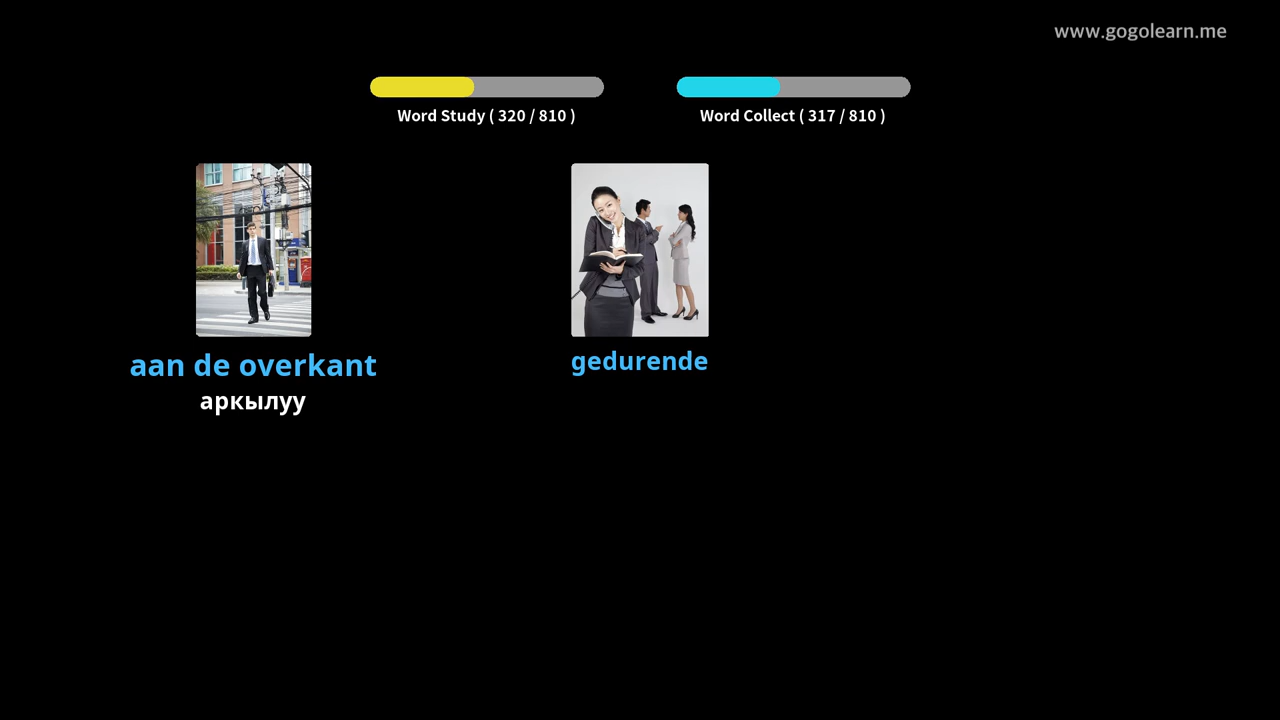 www.gogolearn.me
Word Study ( 320 / 810 )
Word Collect ( 317 / 810 )
aan de overkant
аркылуу
gedurende